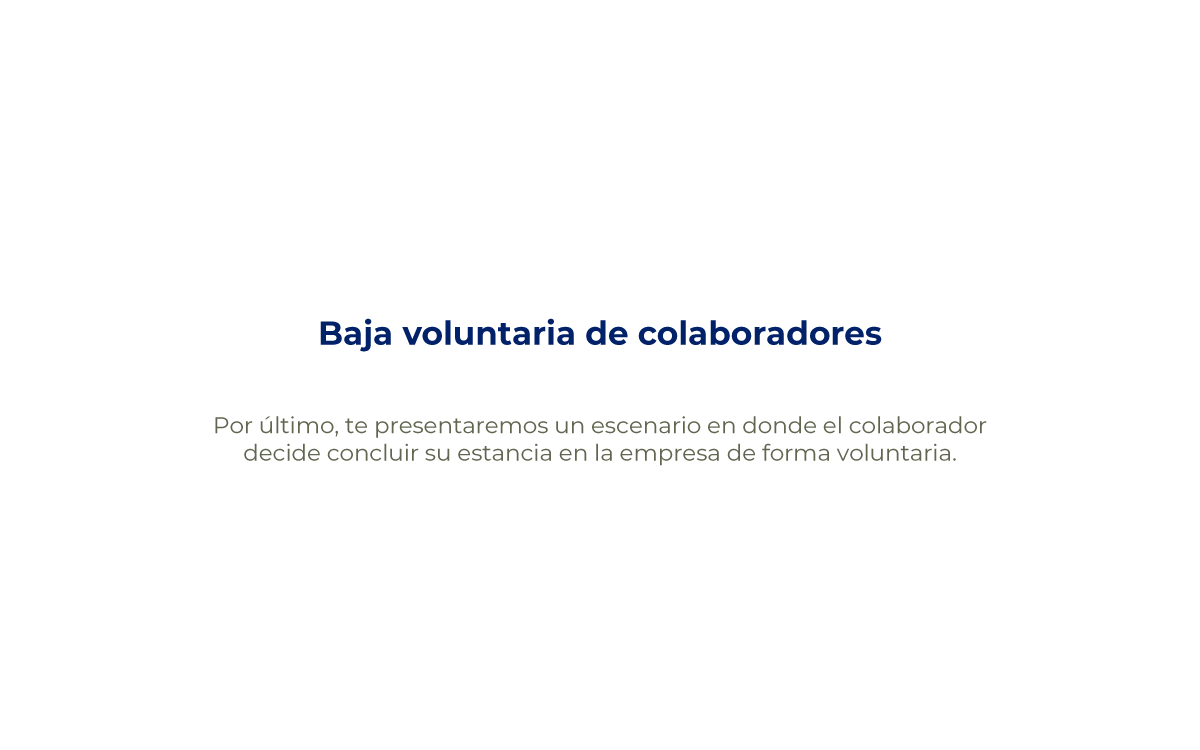 Baja voluntaria de colaboradores
Por último, te presentaremos un escenario en donde el colaborador
decide concluir su estancia en la empresa de forma voluntaria.